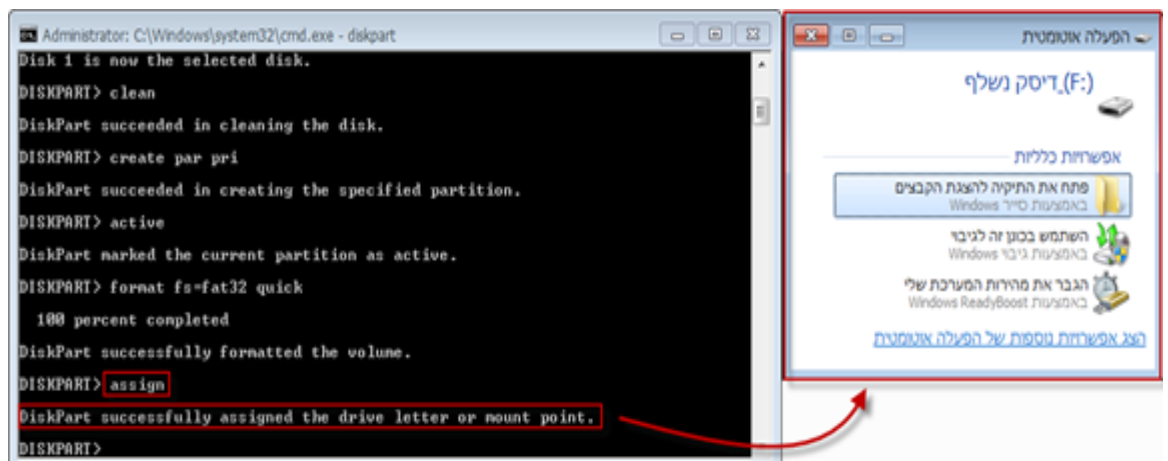 Administrator: C:\Windows\system32\cmd.exe - diskpart
Disk 1 is now the selected disk.
DISKPART> clean
DiskPart succeeded in cleaning the disk.
DISKPART> create par pri
DiskPart succeeded in creating the specified partition.
DISKPART> active
DiskPart marked the current partition as active.
DISKPART> format fs=fat32 quick
100 percent completed
DiskPart successfully formatted the volume.
DISKPART> assign
DiskPart successfully assigned the drive letter or mount point.
DISKPART>
הפעלה אוטומטית
דיסק נשלף (F:)
אפשרויות כלליות
פתח את התיקיה להצגת הקבצים
באמצעות סייר Windows
השתמש בכונן זה לגיבוי
באמצעות גיבוי Windows
הגבר את מהירות המערכת שלי
באמצעות Windows ReadyBoost
הצג אפשרויות נוספות של הפעלה אוטומטית